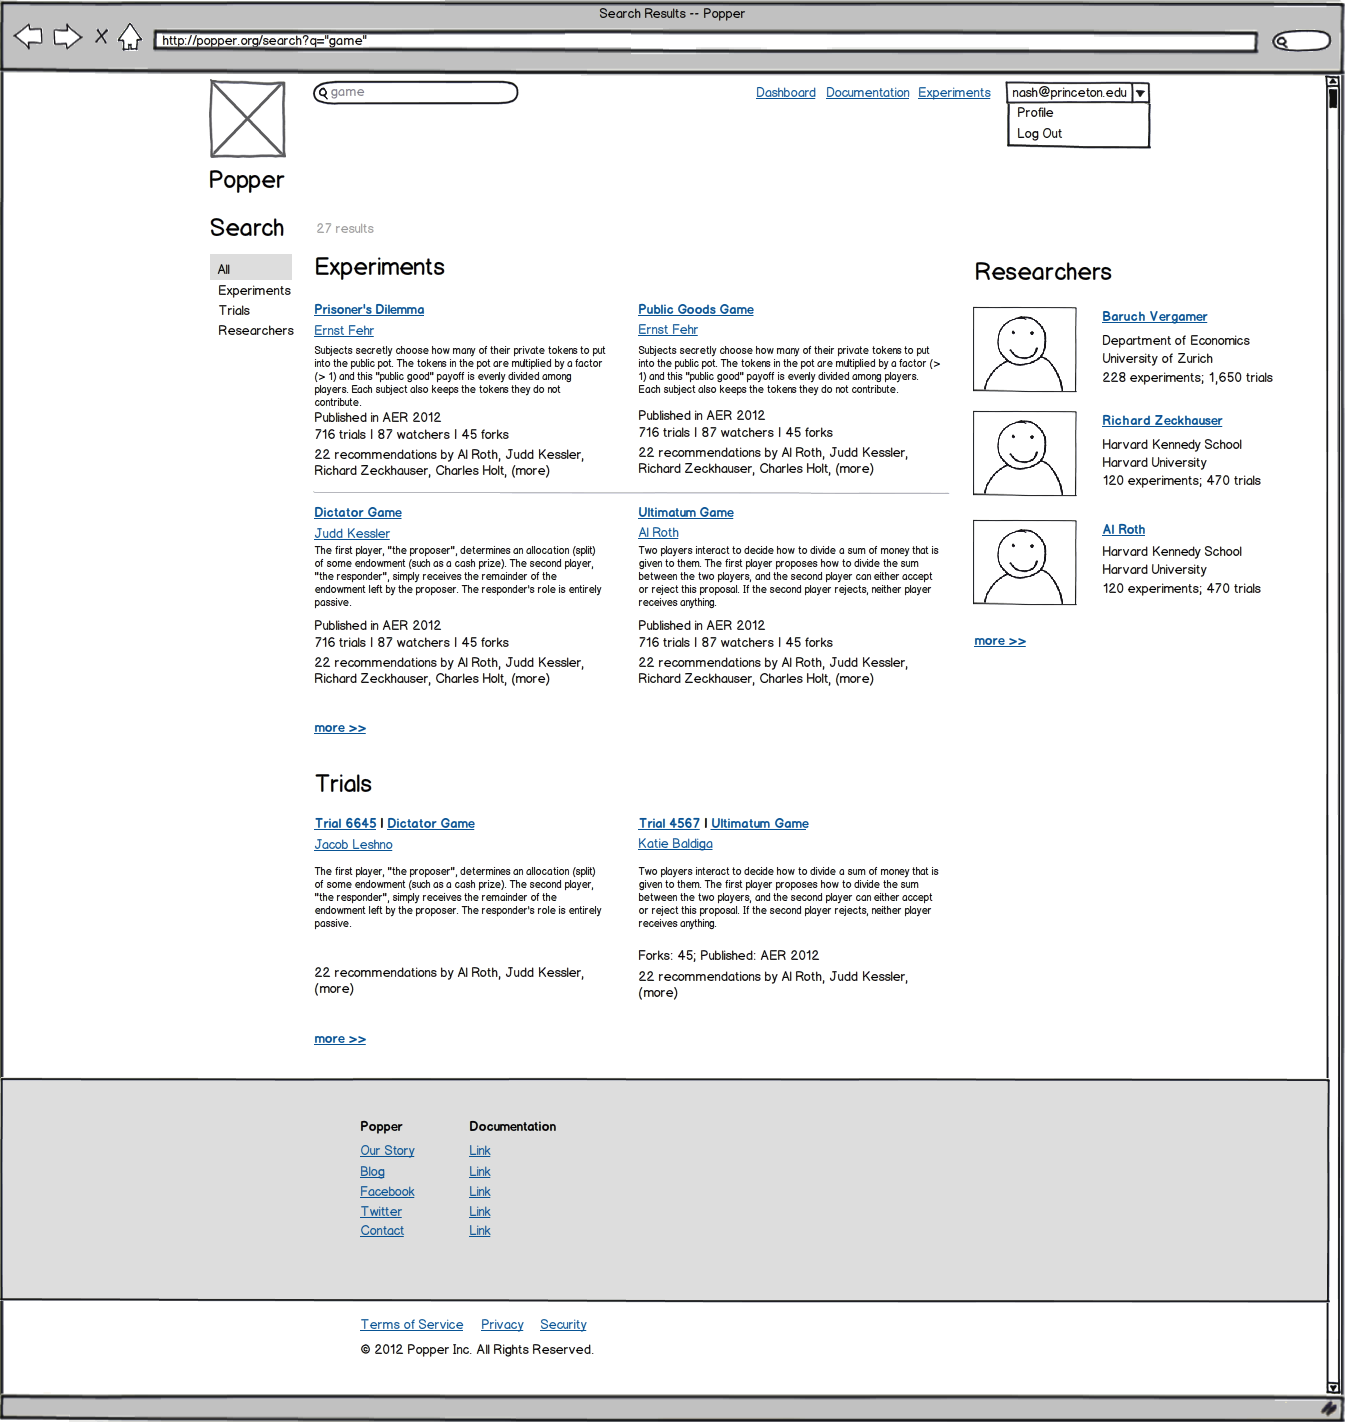 Search Results -- Popper
http://popper.org/search?q="game"
game
Dashboard Documentation Experiments
nash@princeton.edu
Profile
Log Out
Popper
Search
27 results
All
Experiments
Trials
Researchers
Experiments
Prisoner's Dilemma
Ernst Fehr
Subjects secretly choose how many of their private tokens to put
into the public pot. The tokens in the pot are multiplied by a factor
(> 1) and this "public good" payoff is evenly divided among
players. Each subject also keeps the tokens they do not
contribute.
Published in AER 2012
716 trials | 87 watchers | 45 forks
22 recommendations by Al Roth, Judd Kessler,
Richard Zeckhauser, Charles Holt, (more)
Public Goods Game
Ernst Fehr
Subjects secretly choose how many of their private tokens to put
into the public pot. The tokens in the pot are multiplied by a factor (>
1) and this "public good" payoff is evenly divided among players.
Each subject also keeps the tokens they do not contribute.
Published in AER 2012
716 trials | 87 watchers | 45 forks
22 recommendations by Al Roth, Judd Kessler,
Richard Zeckhauser, Charles Holt, (more)
Dictator Game
Judd Kessler
The first player, "the proposer", determines an allocation (split)
of some endowment (such as a cash prize). The second player,
"the responder", simply receives the remainder of the
endowment left by the proposer. The responder's role is entirely
passive.
Published in AER 2012
716 trials | 87 watchers | 45 forks
22 recommendations by Al Roth, Judd Kessler,
Richard Zeckhauser, Charles Holt, (more)
Ultimatum Game
Al Roth
Two players interact to decide how to divide a sum of money that is
given to them. The first player proposes how to divide the sum
between the two players, and the second player can either accept
or reject this proposal. If the second player rejects, neither player
receives anything.
Published in AER 2012
716 trials | 87 watchers | 45 forks
22 recommendations by Al Roth, Judd Kessler,
Richard Zeckhauser, Charles Holt, (more)
more >>
Trials
Trial 6645 | Dictator Game
Jacob Leshno
The first player, "the proposer", determines an allocation (split)
of some endowment (such as a cash prize). The second player,
"the responder", simply receives the remainder of the
endowment left by the proposer. The responder's role is entirely
passive.
22 recommendations by Al Roth, Judd Kessler,
(more)
Trial 4567 | Ultimatum Game
Katie Baldiga
Two players interact to decide how to divide a sum of money that is
given to them. The first player proposes how to divide the sum
between the two players, and the second player can either accept
or reject this proposal. If the second player rejects, neither player
receives anything.
Forks: 45; Published: AER 2012
22 recommendations by Al Roth, Judd Kessler,
(more)
more >>
Researchers
Baruch Vergamer
Department of Economics
University of Zurich
228 experiments; 1,650 trials
Richard Zeckhauser
Harvard Kennedy School
Harvard University
120 experiments; 470 trials
Al Roth
Harvard Kennedy School
Harvard University
120 experiments; 470 trials
more >>
Popper
Our Story
Blog
Facebook
Twitter
Contact
Documentation
Link
Link
Link
Link
Link
Terms of Service Privacy Security
© 2012 Popper Inc. All Rights Reserved.